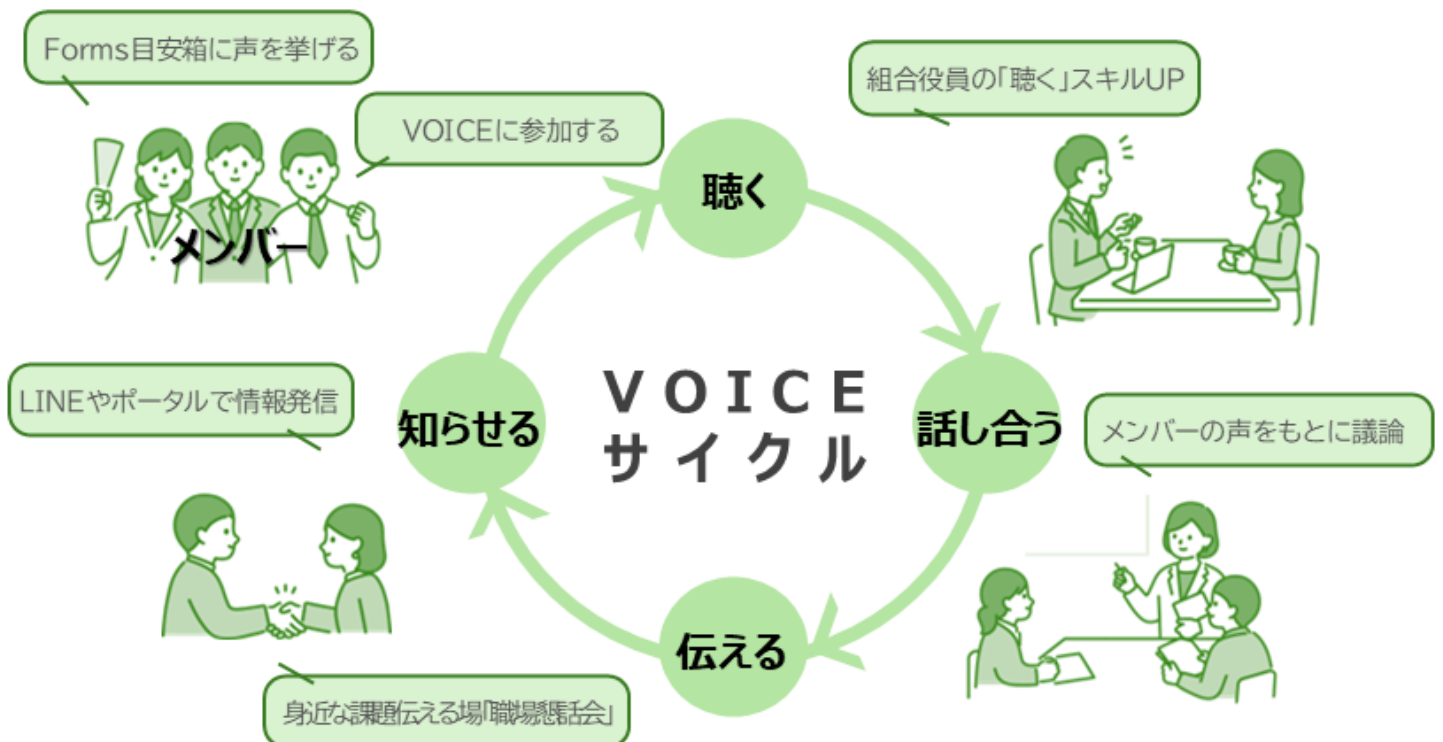 Forms目安箱に声を挙げる
VOICEに参加する
メンバー
聴く
組合役員の「聴く」スキルUP
LINEやポータルで情報発信
知らせる
VOICE
サイクル
話し合う
メンバーの声をもとに議論
伝える
身近な課題伝える場「職場懇話会」